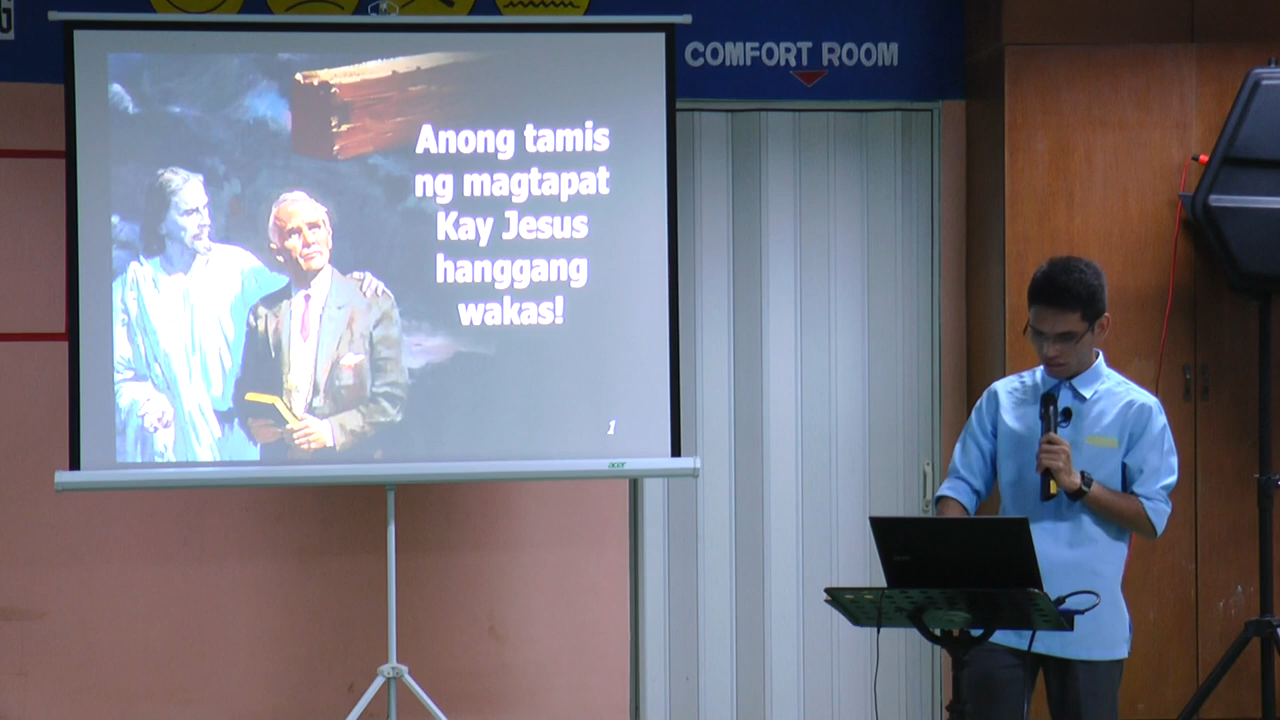 G
COMFORT ROOM
Anong tamis
ng magtapat
Kay Jesus
hanggang
wakas!
1
acer